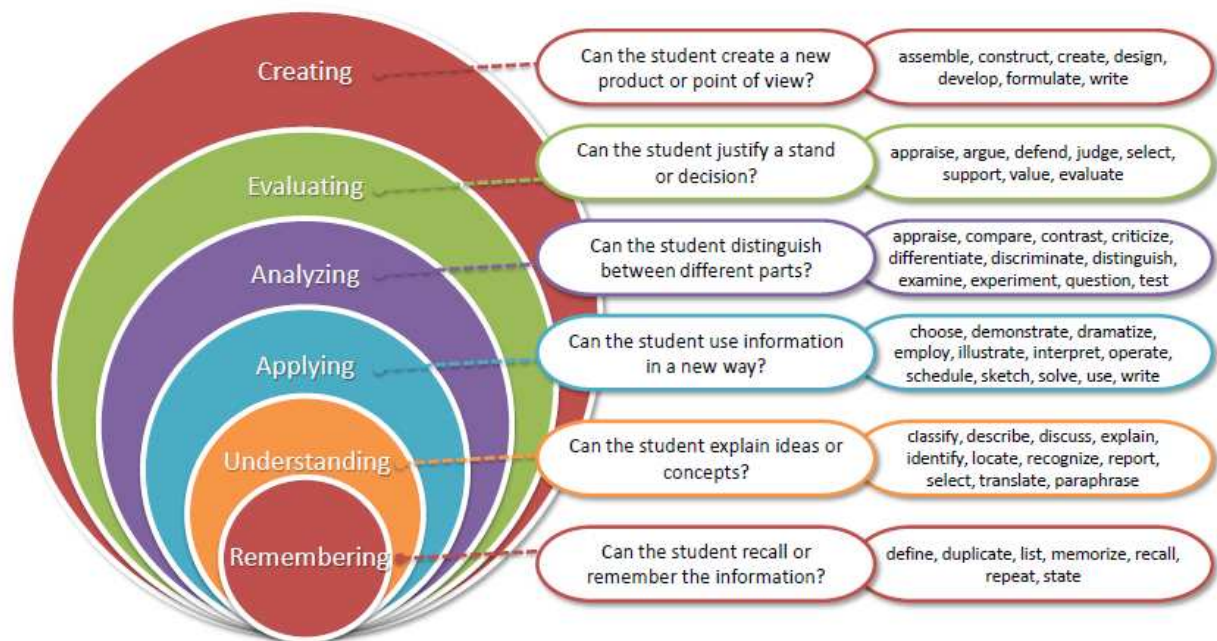 Creating
Can the student create a new
product or point of view?
assemble, construct, create, design,
develop, formulate, write
Evaluating
Can the student justify a stand
or decision?
appraise, argue, defend, judge, select,
support, value, evaluate
Analyzing
Can the student distinguish
between different parts?
appraise, compare, contrast, criticize,
differentiate, discriminate, distinguish,
examine, experiment, question, test
Applying
Can the student use information
in a new way?
choose, demonstrate, dramatize,
employ, illustrate, interpret, operate,
schedule, sketch, solve, use, write
Understanding
Can the student explain ideas or
concepts?
classify, describe, discuss, explain,
identify, locate, recognize, report,
select, translate, paraphrase
Remembering
Can the student recall or
remember the information?
define, duplicate, list, memorize, recall,
repeat, state